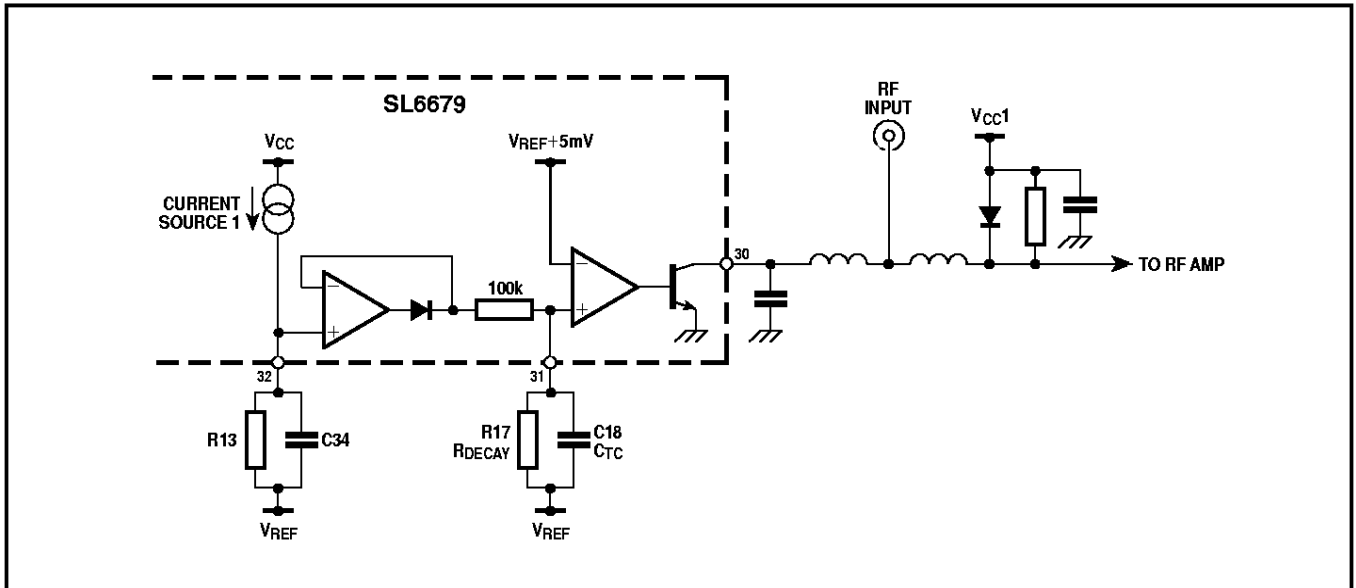 SL6679
VCC
CURRENT
SOURCE 1
VREF+5mV
RF
INPUT
VCC1
30
TO RF AMP
100k
−
+
−
+
32
31
R13
C34
R17
RDECAY
C18
CTC
VREF
VREF